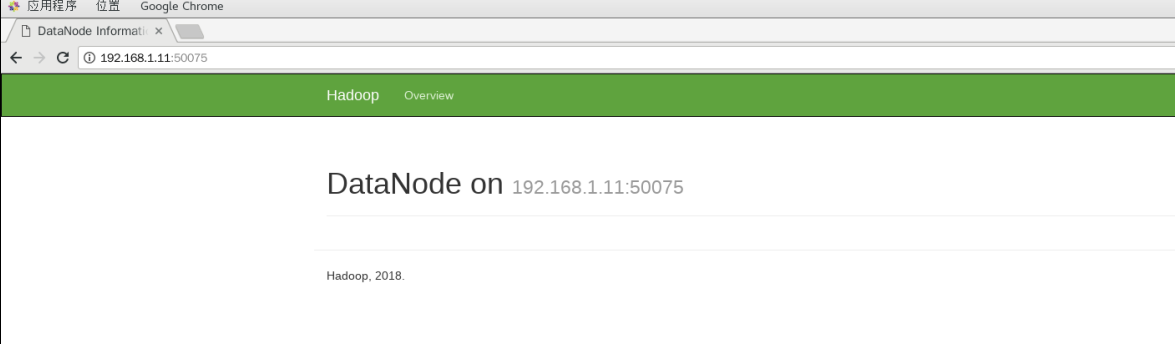 应用程序 位置 Google Chrome
DataNode Informati
192.168.1.11:50075
Hadoop Overview
DataNode on 192.168.1.11:50075
Hadoop, 2018.